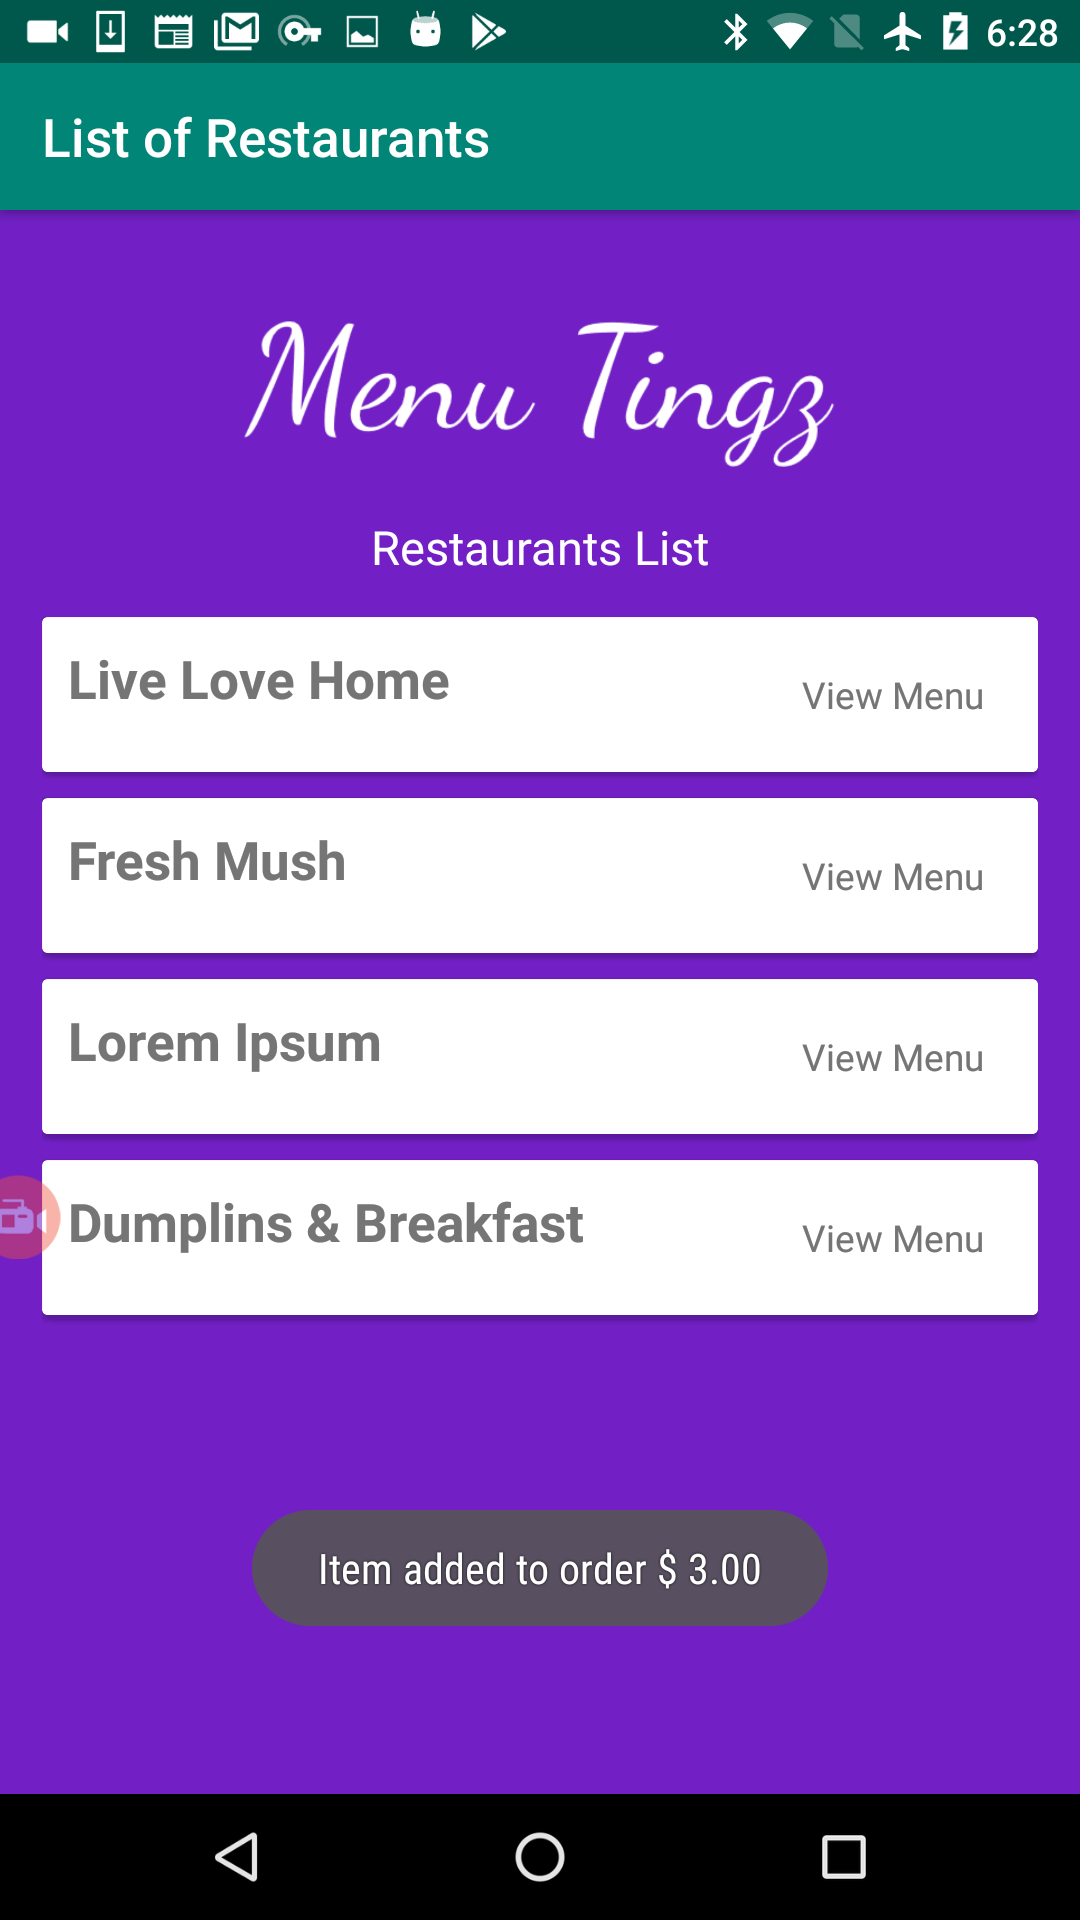 6:28
List of Restaurants
Menu Tingz
Restaurants List
Live Love Home
View Menu
Fresh Mush
View Menu
Lorem Ipsum
View Menu
Dumplins & Breakfast
View Menu
Item added to order $ 3.00